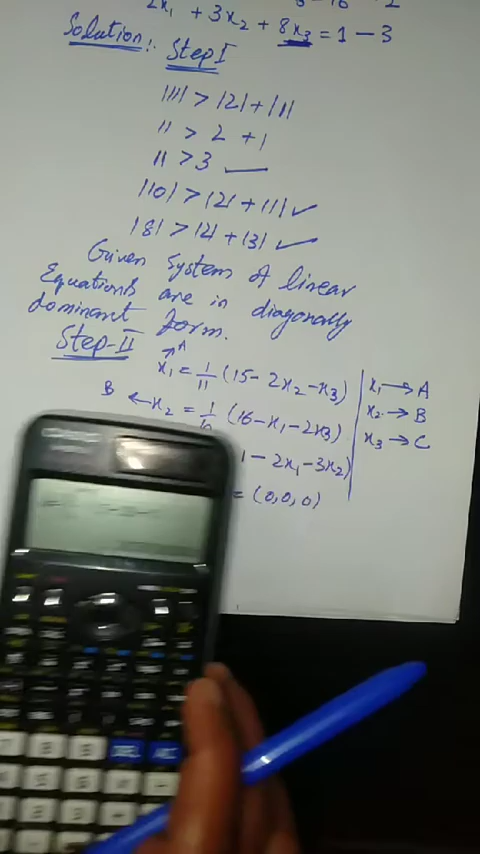 2x₁ + 3x₂ + 8x₃ = 1 — 3
Solution:. Step I
|11| > |2| + |1|
11 > 2 + 1
11 > 3
|10| > |2| + |1| ✓
|8| > |2| + |3| ✓
Given System of linear
Equations are in diagonally
dominant form.
Step-II
A
x₁ = 1/11 (15 - 2x₂ - x₃)
x₁ → A
B ← x₂ = (16 - x₁ - 2x₃)
x₂ → B
1 - 2x₁ - 3x₂)
x₃ → C
= (0,0,0)